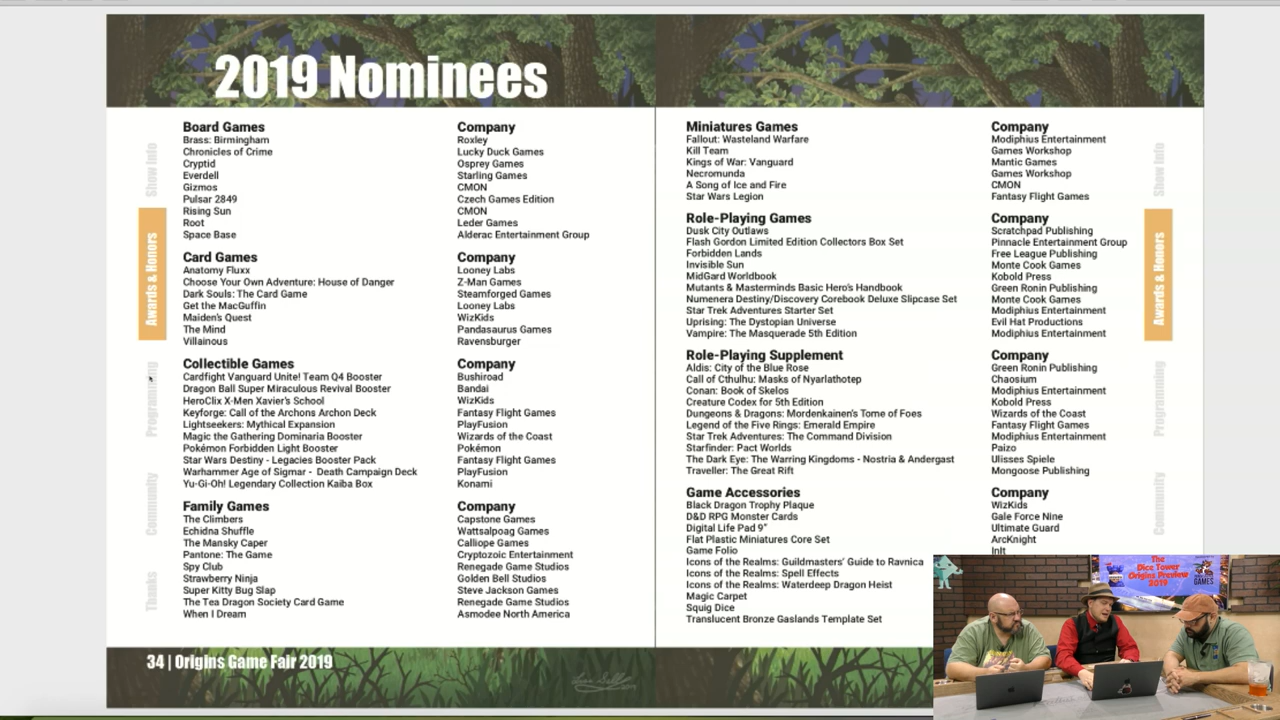 2019 Nominees
Show Info
Awards & Honors
Programming
Community
Thanks
Board Games Company
Brass: Birmingham Roxley
Chronicles of Crime Lucky Duck Games
Cryptid Osprey Games
Everdell Starling Games
Gizmos CMON
Pulsar 2849 Czech Games Edition
Rising Sun CMON
Root Leder Games
Space Base Alderac Entertainment Group
Card Games Company
Anatomy Fluxx Looney Labs
Choose Your Own Adventure: House of Danger Z-Man Games
Dark Souls: The Card Game Steamforged Games
Get the MacGuffin Looney Labs
Maiden's Quest WizKids
The Mind Pandasaurus Games
Villainous Ravensburger
Collectible Games Company
Cardfight Vanguard Unite! Team Q4 Booster Bushiroad
Dragon Ball Super Miraculous Revival Booster Bandai
HeroClix X-Men Xavier's School WizKids
Keyforge: Call of the Archons Archon Deck Fantasy Flight Games
Lightseekers: Mythical Expansion PlayFusion
Magic the Gathering Dominaria Booster Wizards of the Coast
Pokémon Forbidden Light Booster Pokémon
Star Wars Destiny - Legacies Booster Pack Fantasy Flight Games
Warhammer Age of Sigmar - Death Campaign Deck PlayFusion
Yu-Gi-Oh! Legendary Collection Kaiba Box Konami
Family Games Company
The Climbers Capstone Games
Echidna Shuffle Wattsalpoag Games
The Mansky Caper Calliope Games
Pantone: The Game Cryptozoic Entertainment
Spy Club Renegade Game Studios
Strawberry Ninja Golden Bell Studios
Super Kitty Bug Slap Steve Jackson Games
The Tea Dragon Society Card Game Renegade Game Studios
When I Dream Asmodee North America
34 | Origins Game Fair 2019
Miniatures Games Company
Fallout: Wasteland Warfare Modiphius Entertainment
Kill Team Games Workshop
Kings of War: Vanguard Mantic Games
Necromunda Games Workshop
A Song of Ice and Fire CMON
Star Wars Legion Fantasy Flight Games
Role-Playing Games Company
Dusk City Outlaws Scratchpad Publishing
Flash Gordon Limited Edition Collectors Box Set Pinnacle Entertainment Group
Forbidden Lands Free League Publishing
Invisible Sun Monte Cook Games
MidGard Worldbook Kobold Press
Mutants & Masterminds Basic Hero's Handbook Green Ronin Publishing
Numenera Destiny/Discovery Corebook Deluxe Slipcase Set Monte Cook Games
Star Trek Adventures Starter Set Modiphius Entertainment
Uprising: The Dystopian Universe Evil Hat Productions
Vampire: The Masquerade 5th Edition Modiphius Entertainment
Role-Playing Supplement Company
Aldis: City of the Blue Rose Green Ronin Publishing
Call of Cthulhu: Masks of Nyarlathotep Chaosium
Conan: Book of Skelos Modiphius Entertainment
Creature Codex for 5th Edition Kobold Press
Dungeons & Dragons: Mordenkainen's Tome of Foes Wizards of the Coast
Legend of the Five Rings: Emerald Empire Fantasy Flight Games
Star Trek Adventures: The Command Division Modiphius Entertainment
Starfinder: Pact Worlds Paizo
The Dark Eye: The Warring Kingdoms - Nostria & Andergast Ulisses Spiele
Traveller: The Great Rift Mongoose Publishing
Game Accessories Company
Black Dragon Trophy Plaque WizKids
D&D RPG Monster Cards Gale Force Nine
Digital Life Pad 9" Ultimate Guard
Flat Plastic Miniatures Core Set ArcKnight
Game Folio
Icons of the Realms: Guildmasters' Guide to Ravnica
Icons of the Realms: Spell Effects
Icons of the Realms: Waterdeep Dragon Heist
Magic Carpet
Squig Dice
Translucent Bronze Gaslands Template Set
Show Info
Awards & Honors
Programming
Community
The
Dice Tower
Origins Preview
2019
GAMES